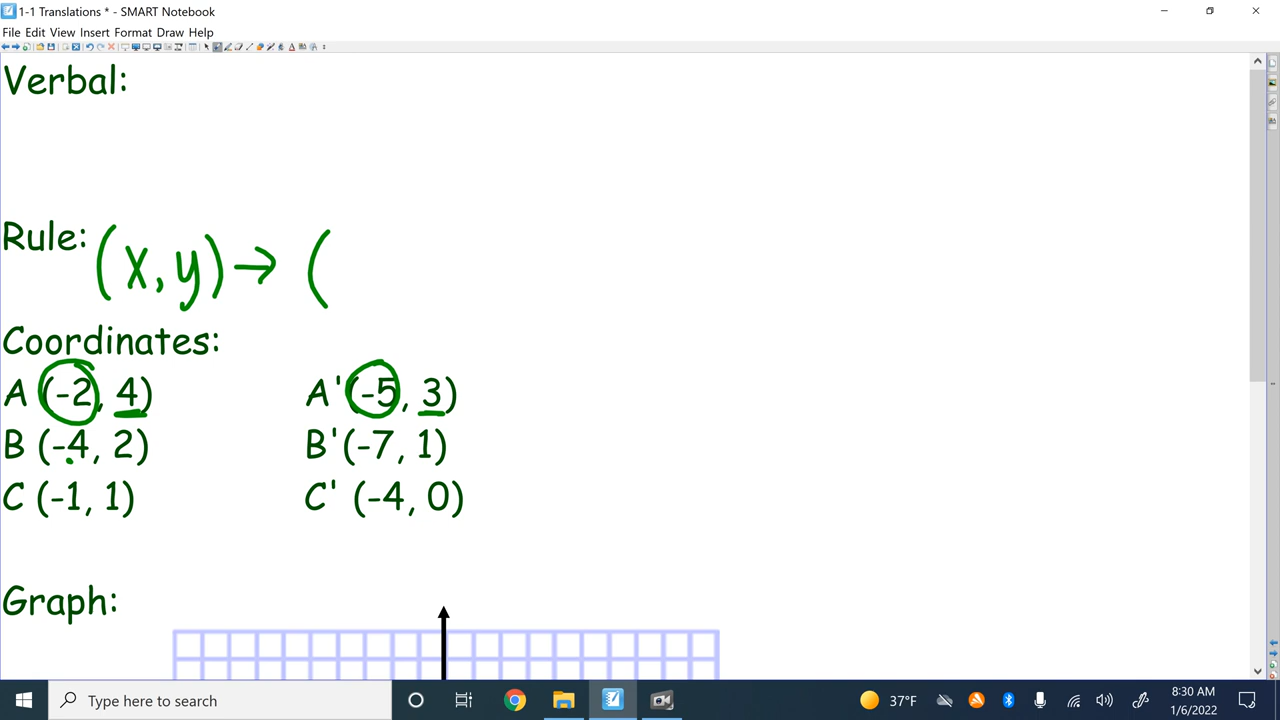 1-1 Translations * - SMART Notebook
File Edit View Insert Format Draw Help
Verbal:
Rule: (x, y) → (
Coordinates:
A (-2, 4) A'(-5, 3)
B (-4, 2) B'(-7, 1)
C (-1, 1) C' (-4, 0)
Graph:
Type here to search
37°F
8:30 AM
1/6/2022